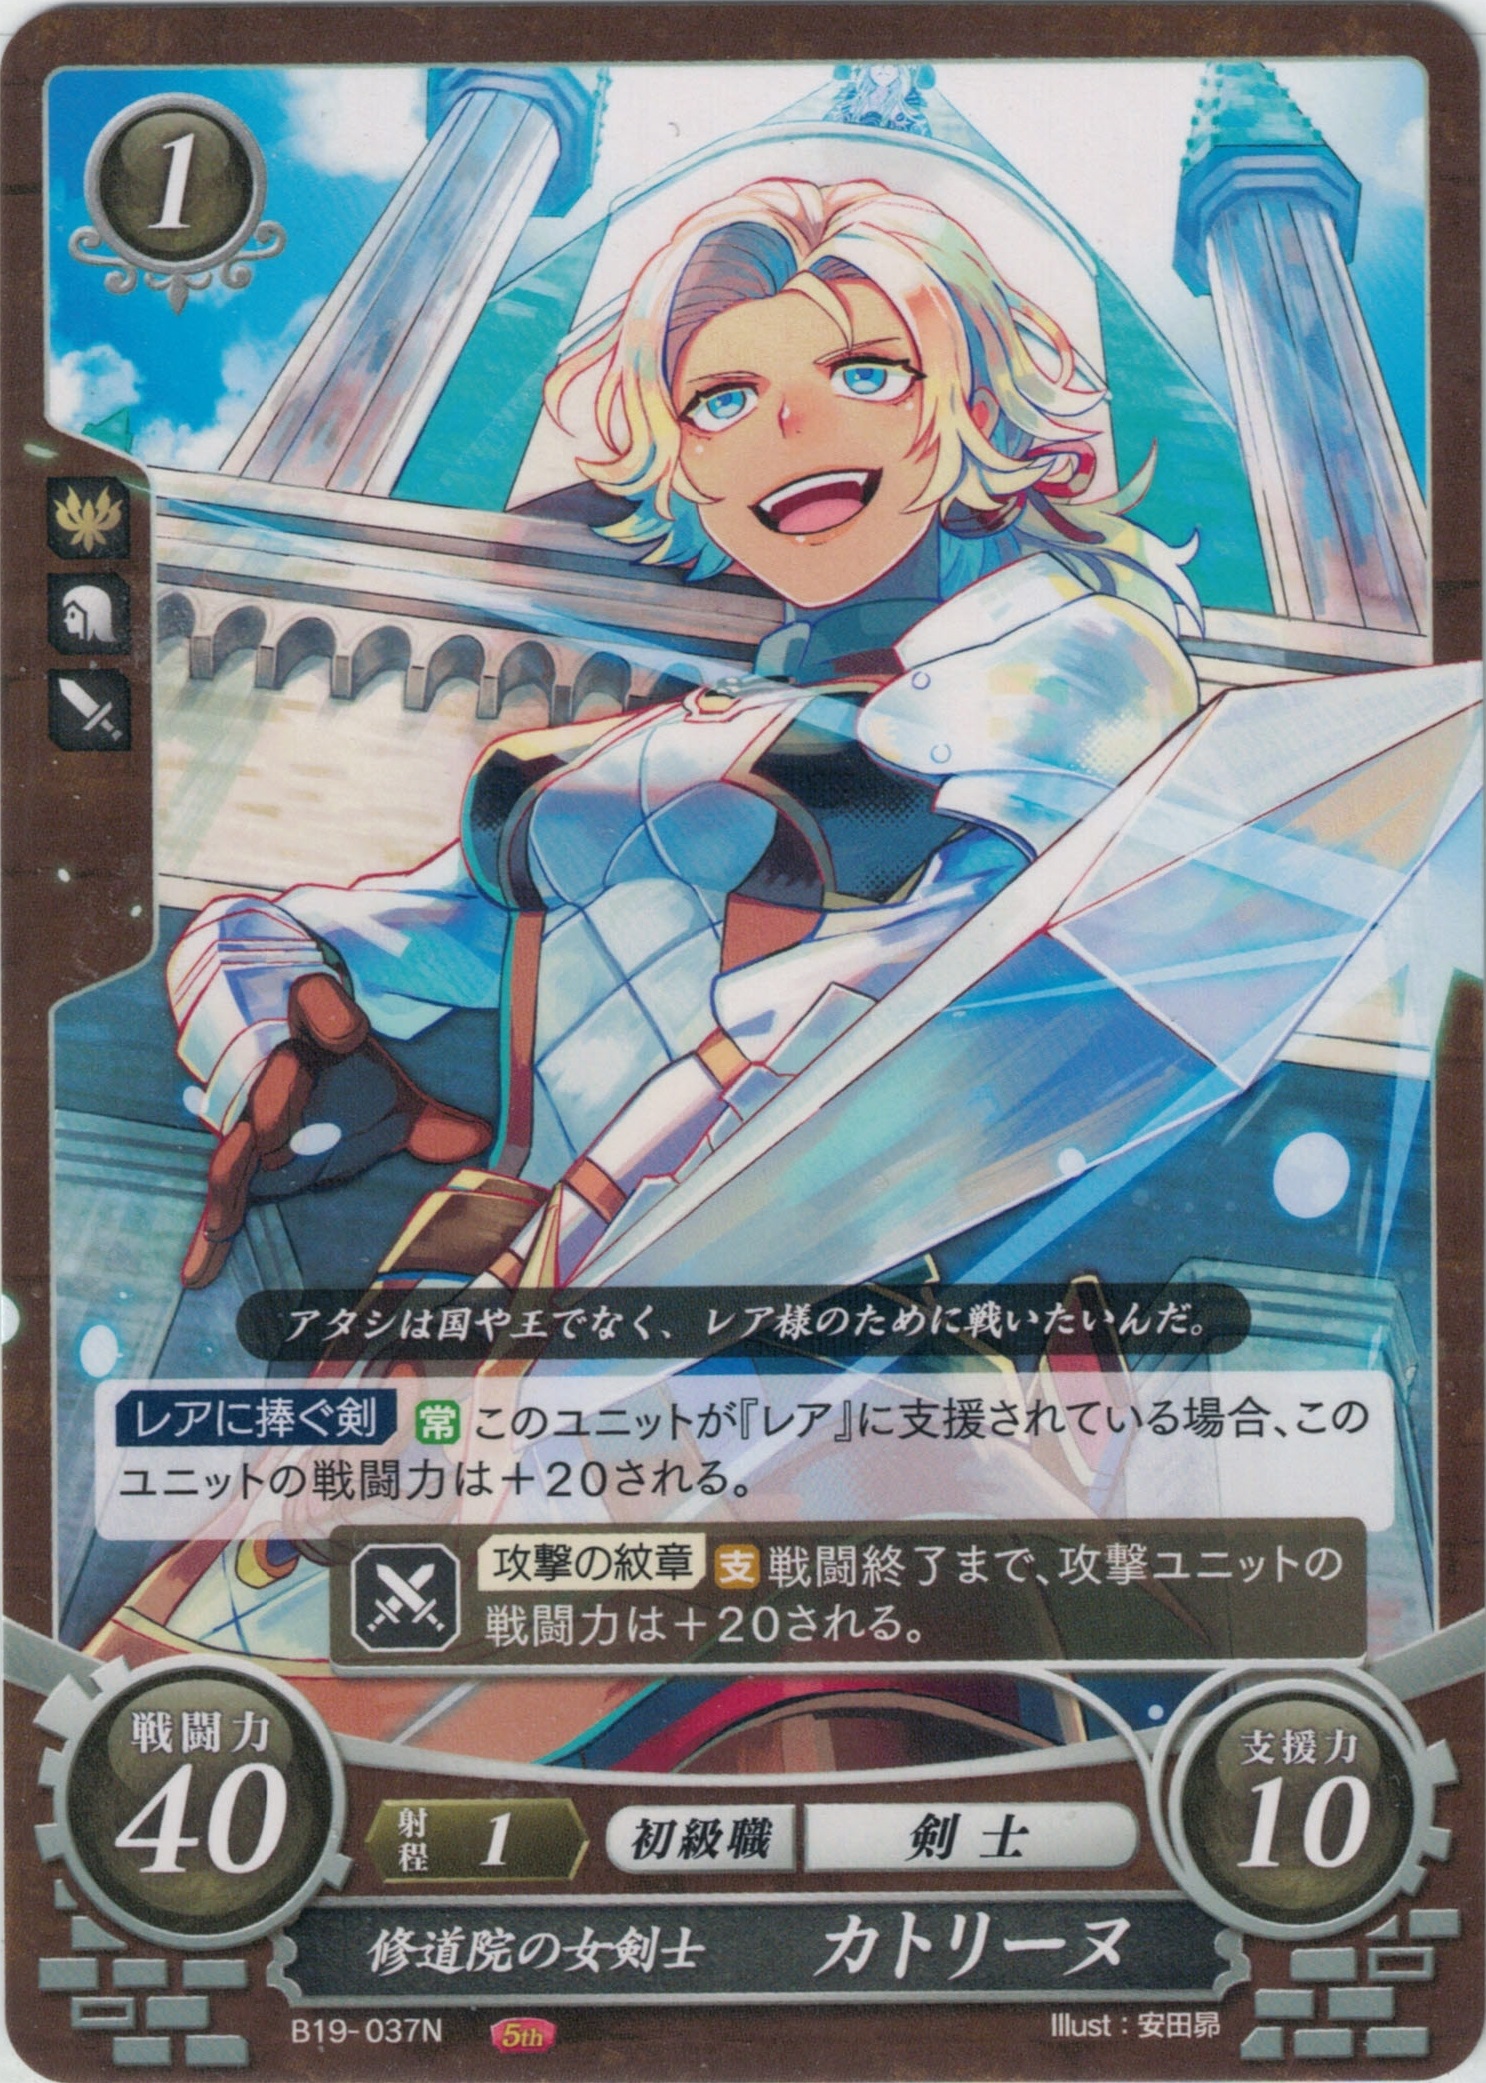 1
アタシは国や王でなく、レア様のために戦いたいんだ。
レアに捧ぐ剣 常 このユニットが『レア』に支援されている場合、この
ユニットの戦闘力は＋20される。
攻撃の紋章 支 戦闘終了まで、攻撃ユニットの
戦闘力は＋20される。
戦闘力
40
射程 1
初級職 剣士
支援力
10
修道院の女剣士 カトリーヌ
B19-037N 5th Illust：安田昴